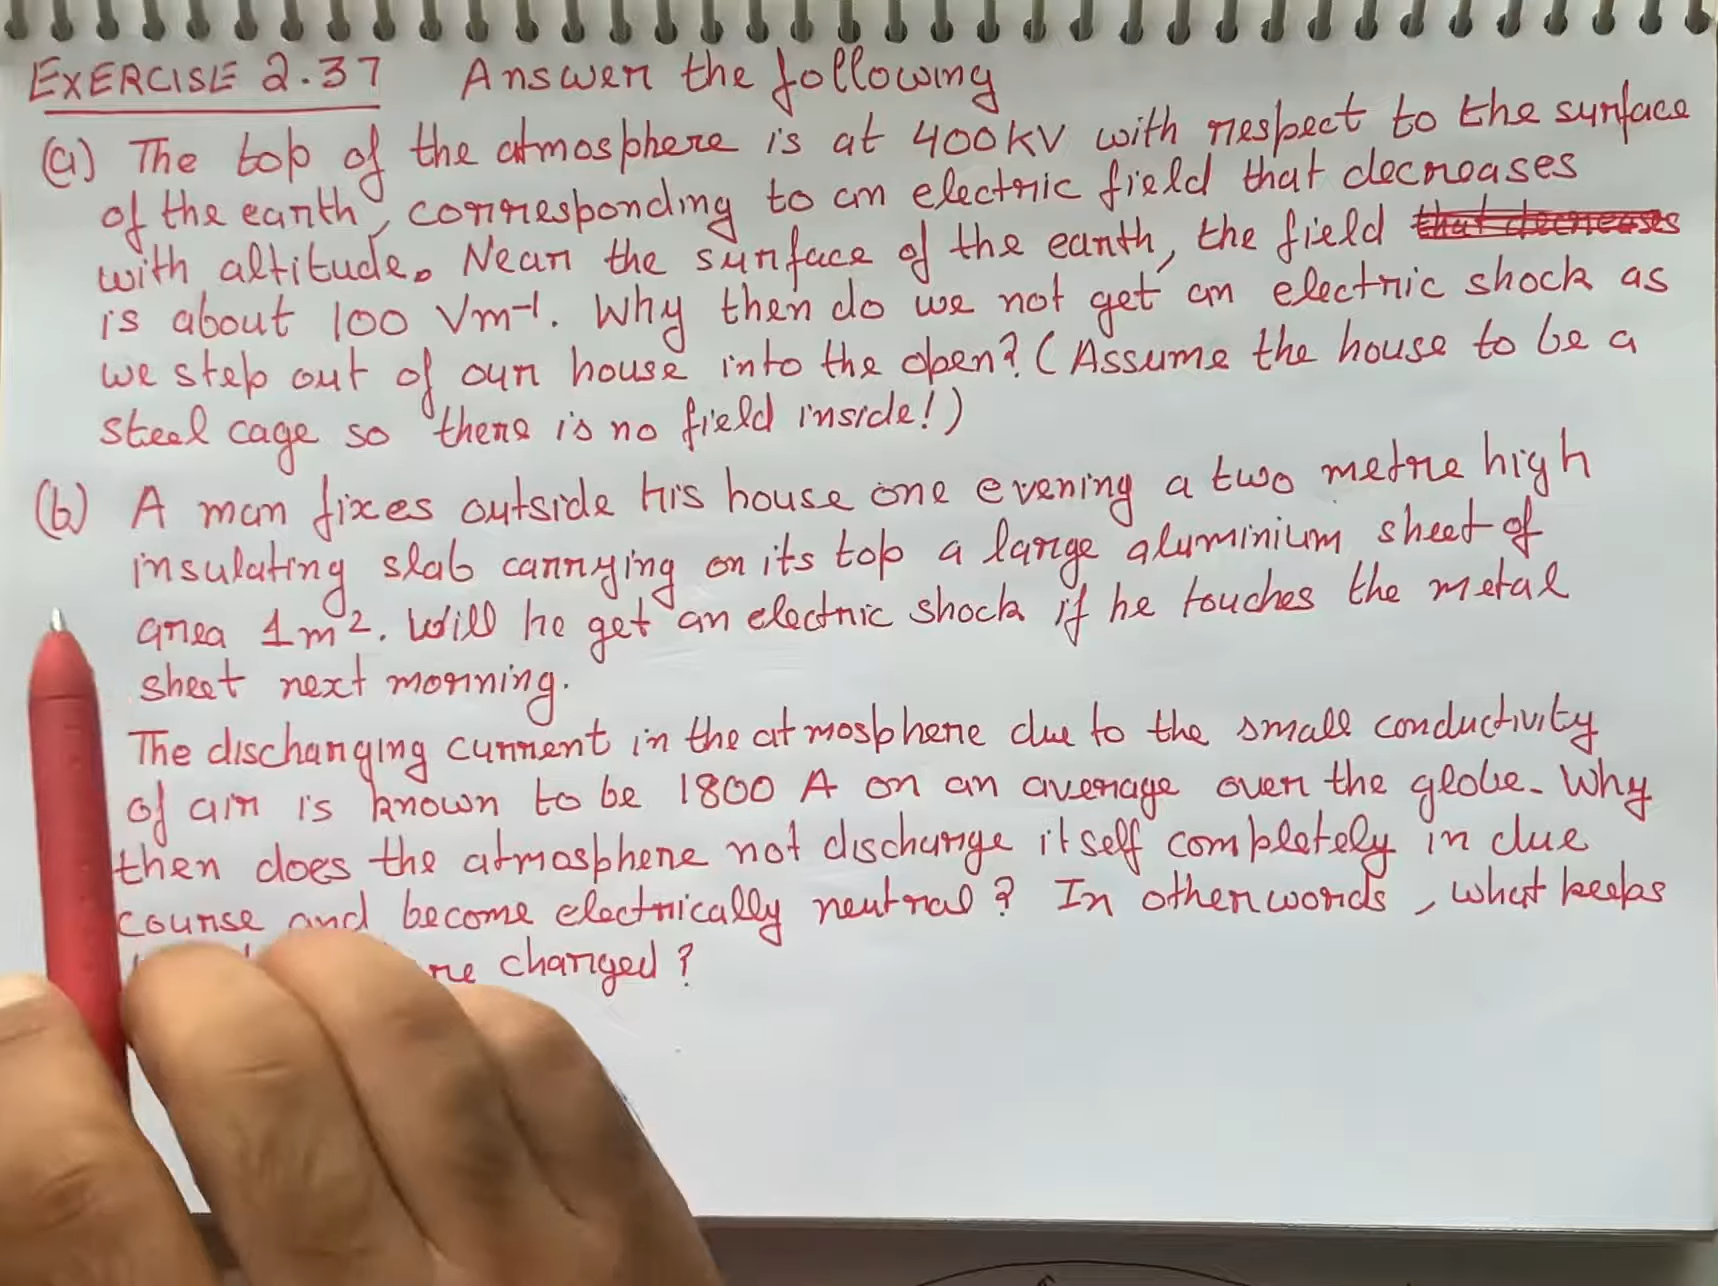 EXERCISE 2.37 Answer the following
(a) The top of the atmosphere is at 400KV with respect to the surface
of the earth, corresponding to an electric field that decreases
with altitude. Near the surface of the earth, the field that decreases
is about 100 Vm⁻¹. Why then do we not get an electric shock as
we step out of our house into the open? (Assume the house to be a
steel cage so there is no field inside!)
(b) A man fixes outside his house one evening a two metre high
insulating slab carrying on its top a large aluminium sheet of
area 1m². Will he get an electric shock if he touches the metal
sheet next morning.
The discharging current in the atmosphere due to the small conductivity
of air is known to be 1800 A on an average over the globe. Why
then does the atmosphere not discharge itself completely in due
course and become electrically neutral? In other words, what keeps
charged?